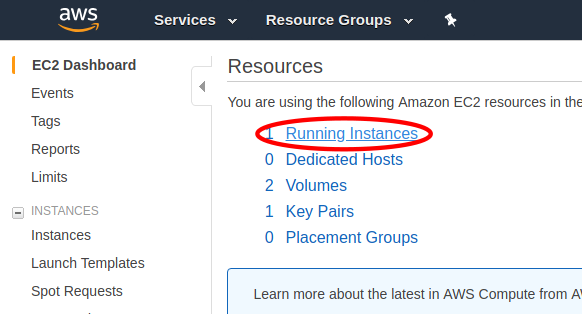 aws
Services
Resource Groups
EC2 Dashboard
Events
Tags
Reports
Limits
INSTANCES
Instances
Launch Templates
Spot Requests
Resources
You are using the following Amazon EC2 resources in the
1 Running Instances
0 Dedicated Hosts
2 Volumes
1 Key Pairs
0 Placement Groups
Learn more about the latest in AWS Compute from